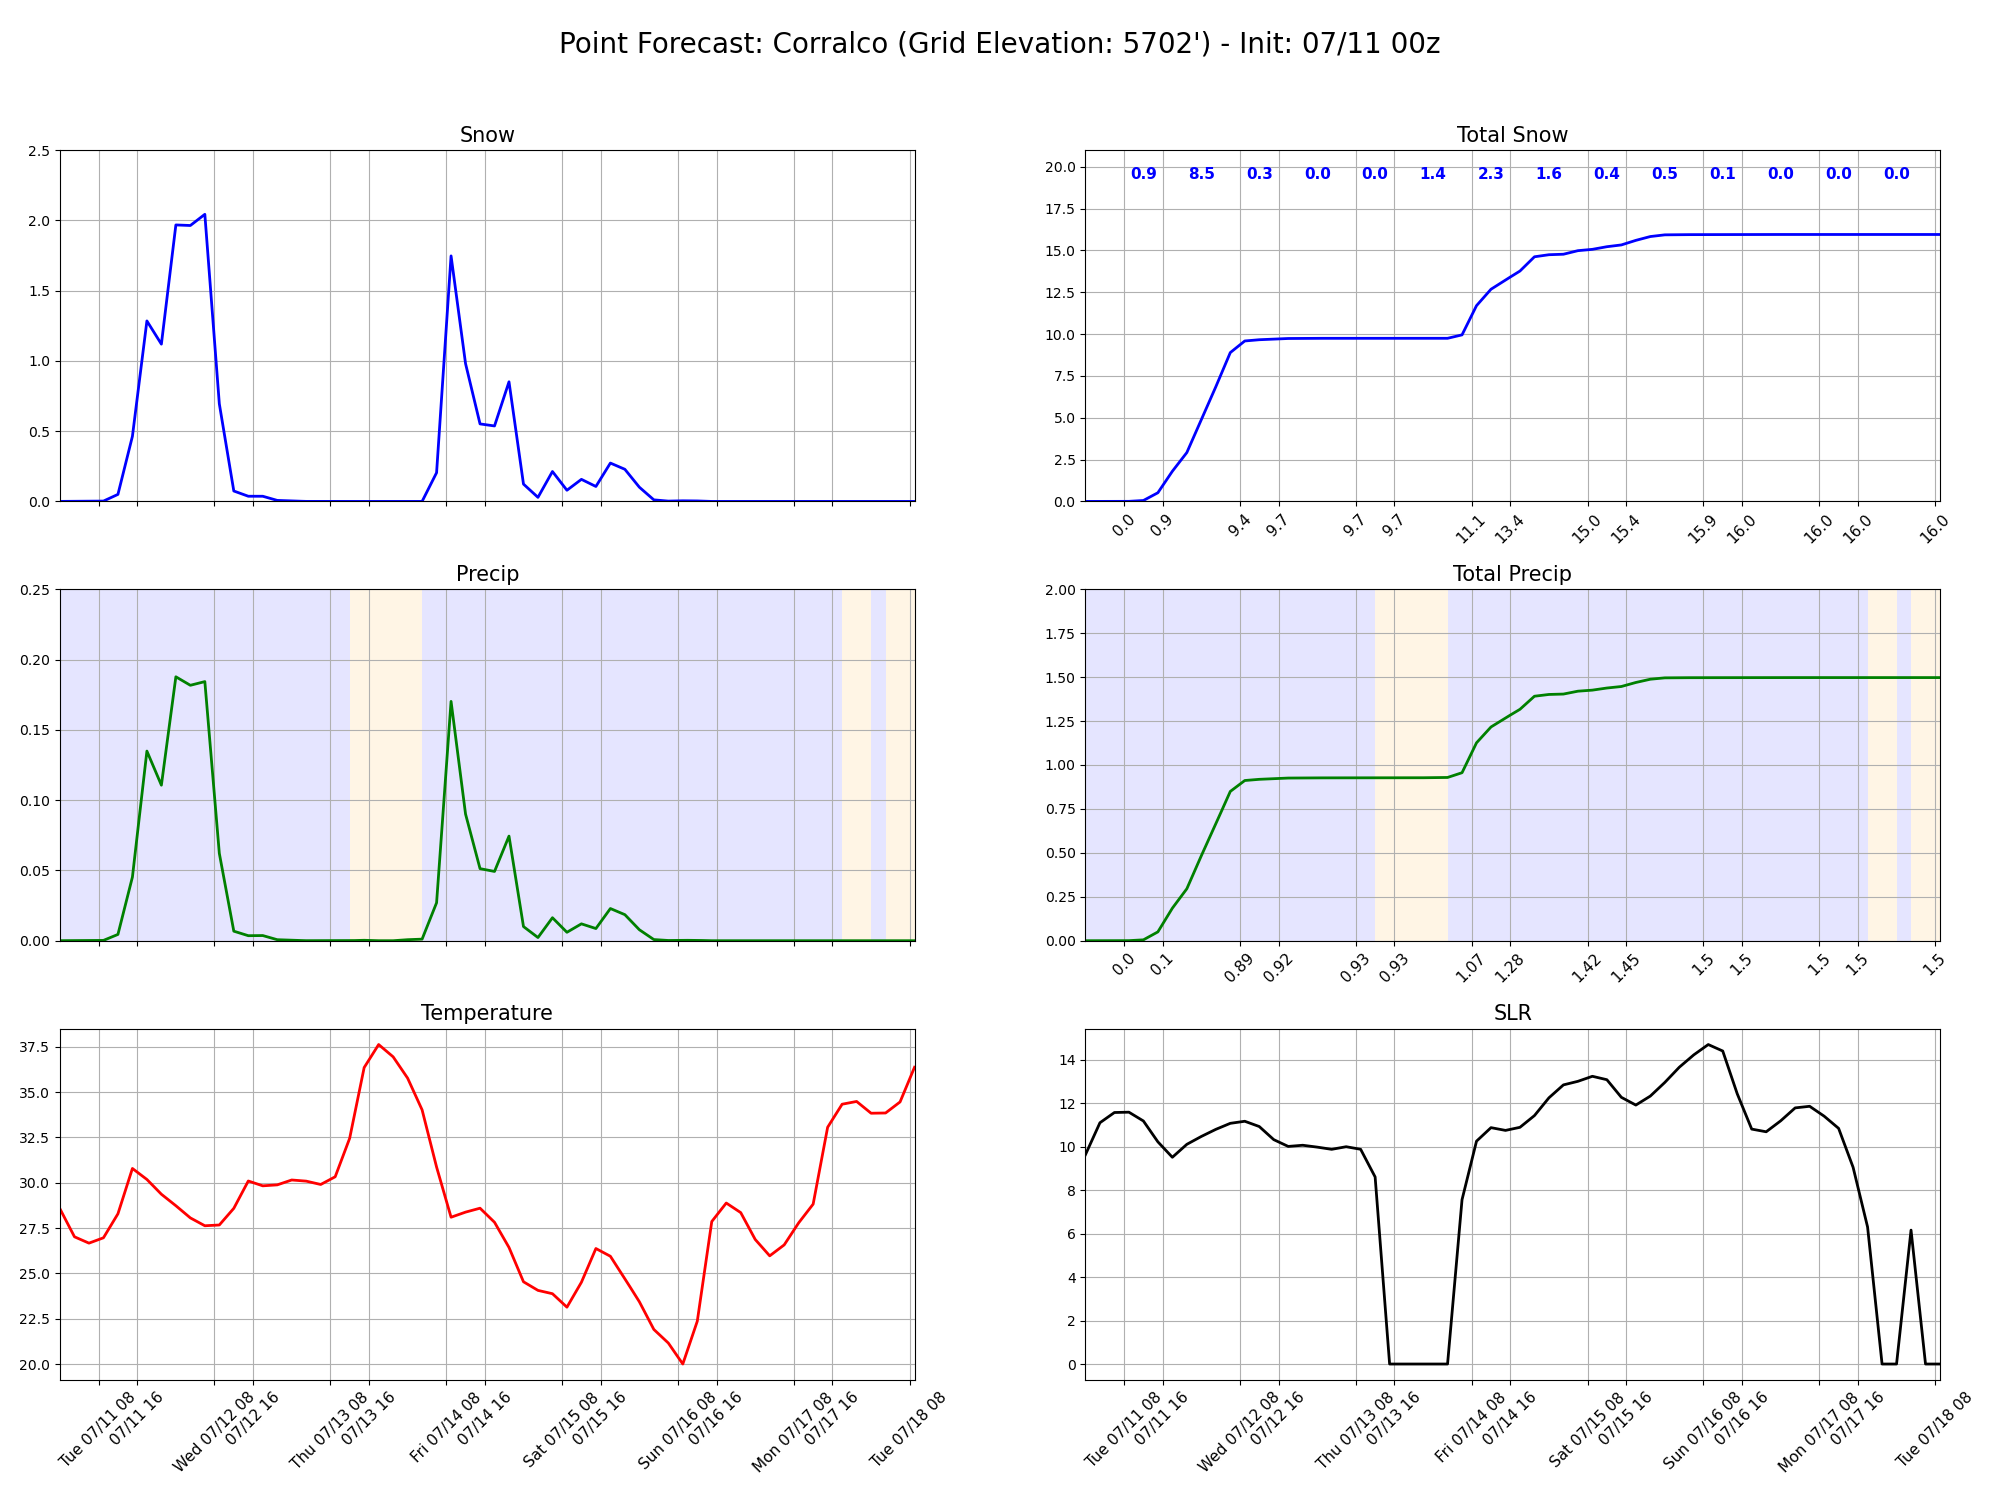 Point Forecast: Corralco (Grid Elevation: 5702') - Init: 07/11 00z
Snow
2.5
2.0
1.5
1.0
0.5
0.0
Total Snow
20.0
17.5
15.0
12.5
10.0
7.5
5.0
2.5
0.0
0.9 8.5 0.3 0.0 0.0 1.4 2.3 1.6 0.4 0.5 0.1 0.0 0.0 0.0
0.0 0.9 9.4 9.7 9.7 9.7 11.1 13.4 15.0 15.4 15.9 16.0 16.0 16.0 16.0
Precip
0.25
0.20
0.15
0.10
0.05
0.00
Total Precip
2.00
1.75
1.50
1.25
1.00
0.75
0.50
0.25
0.00
0.0 0.1 0.89 0.92 0.93 0.93 1.07 1.28 1.42 1.45 1.5 1.5 1.5 1.5 1.5
Temperature
37.5
35.0
32.5
30.0
27.5
25.0
22.5
20.0
Tue 07/11 08
07/11 16
Wed 07/12 08
07/12 16
Thu 07/13 08
07/13 16
Fri 07/14 08
07/14 16
Sat 07/15 08
07/15 16
Sun 07/16 08
07/16 16
Mon 07/17 08
07/17 16
Tue 07/18 08
SLR
14
12
10
8
6
4
2
0
Tue 07/11 08
07/11 16
Wed 07/12 08
07/12 16
Thu 07/13 08
07/13 16
Fri 07/14 08
07/14 16
Sat 07/15 08
07/15 16
Sun 07/16 08
07/16 16
Mon 07/17 08
07/17 16
Tue 07/18 08